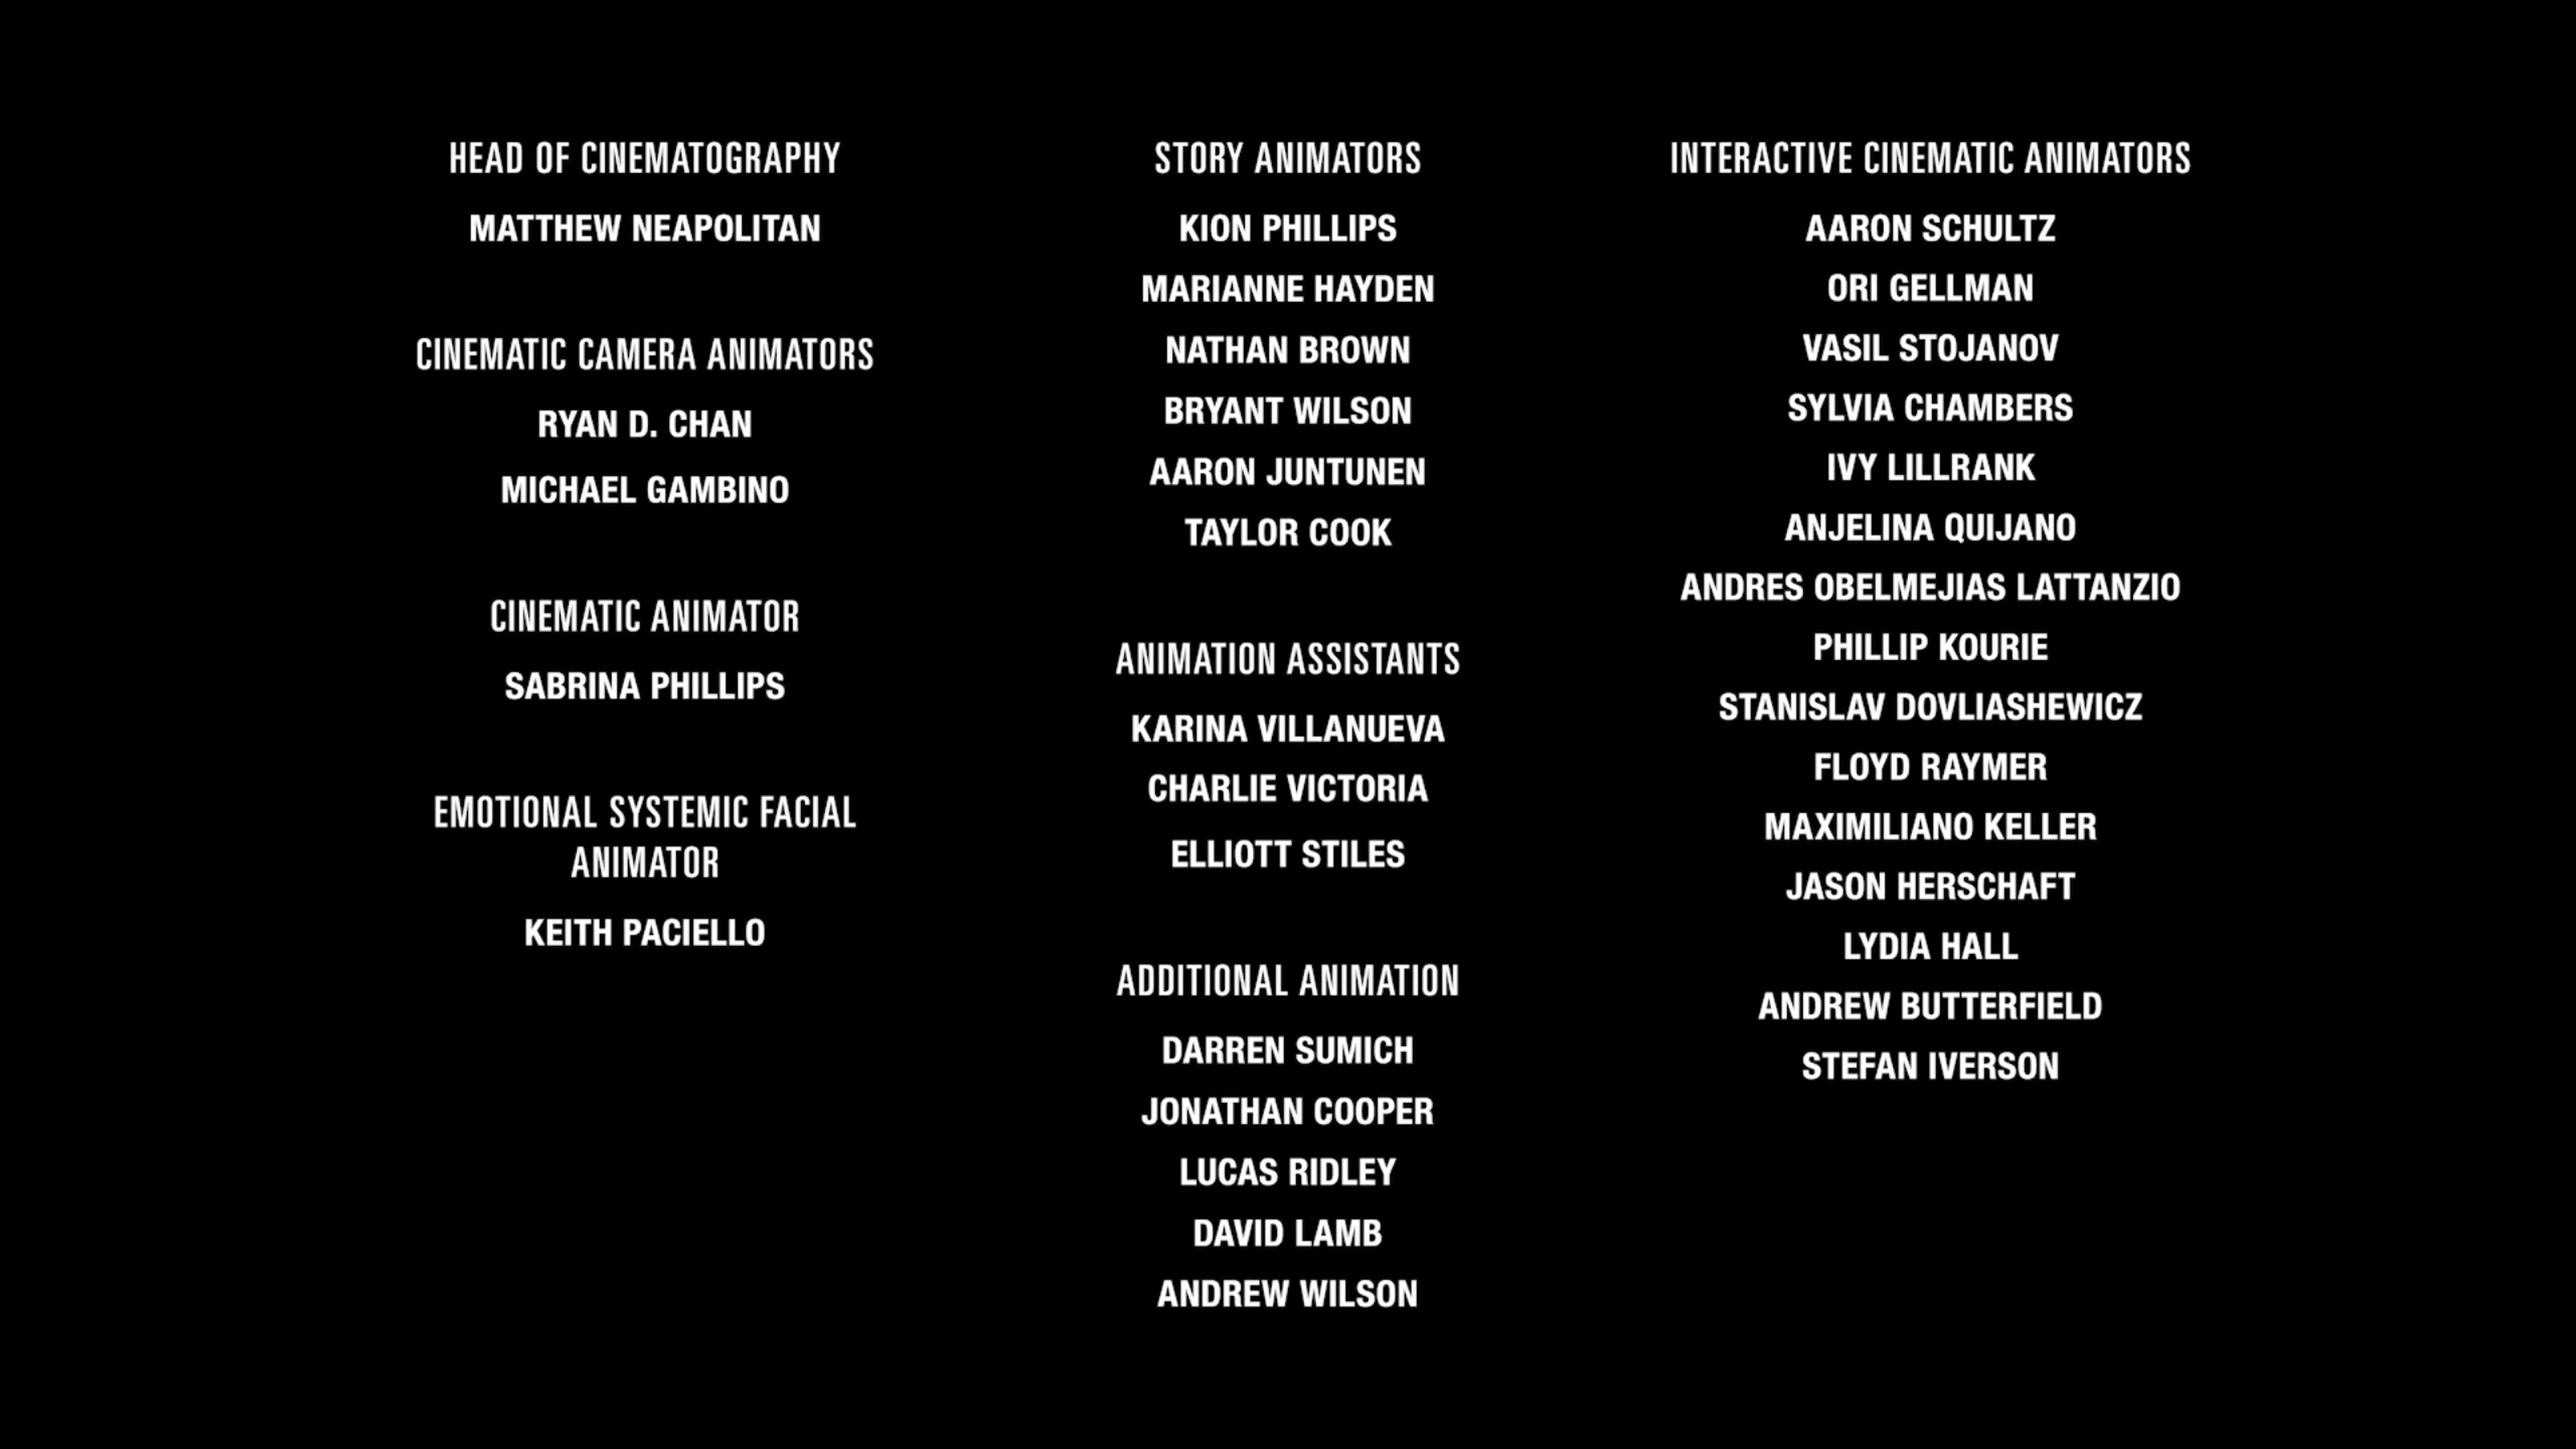 HEAD OF CINEMATOGRAPHY
MATTHEW NEAPOLITAN
CINEMATIC CAMERA ANIMATORS
RYAN D. CHAN
MICHAEL GAMBINO
CINEMATIC ANIMATOR
SABRINA PHILLIPS
EMOTIONAL SYSTEMIC FACIAL
ANIMATOR
KEITH PACIELLO
STORY ANIMATORS
KION PHILLIPS
MARIANNE HAYDEN
NATHAN BROWN
BRYANT WILSON
AARON JUNTUNEN
TAYLOR COOK
ANIMATION ASSISTANTS
KARINA VILLANUEVA
CHARLIE VICTORIA
ELLIOTT STILES
ADDITIONAL ANIMATION
DARREN SUMICH
JONATHAN COOPER
LUCAS RIDLEY
DAVID LAMB
ANDREW WILSON
INTERACTIVE CINEMATIC ANIMATORS
AARON SCHULTZ
ORI GELLMAN
VASIL STOJANOV
SYLVIA CHAMBERS
IVY LILLRANK
ANJELINA QUIJANO
ANDRES OBELMEJIAS LATTANZIO
PHILLIP KOURIE
STANISLAV DOVLIASHEWICZ
FLOYD RAYMER
MAXIMILIANO KELLER
JASON HERSCHAFT
LYDIA HALL
ANDREW BUTTERFIELD
STEFAN IVERSON